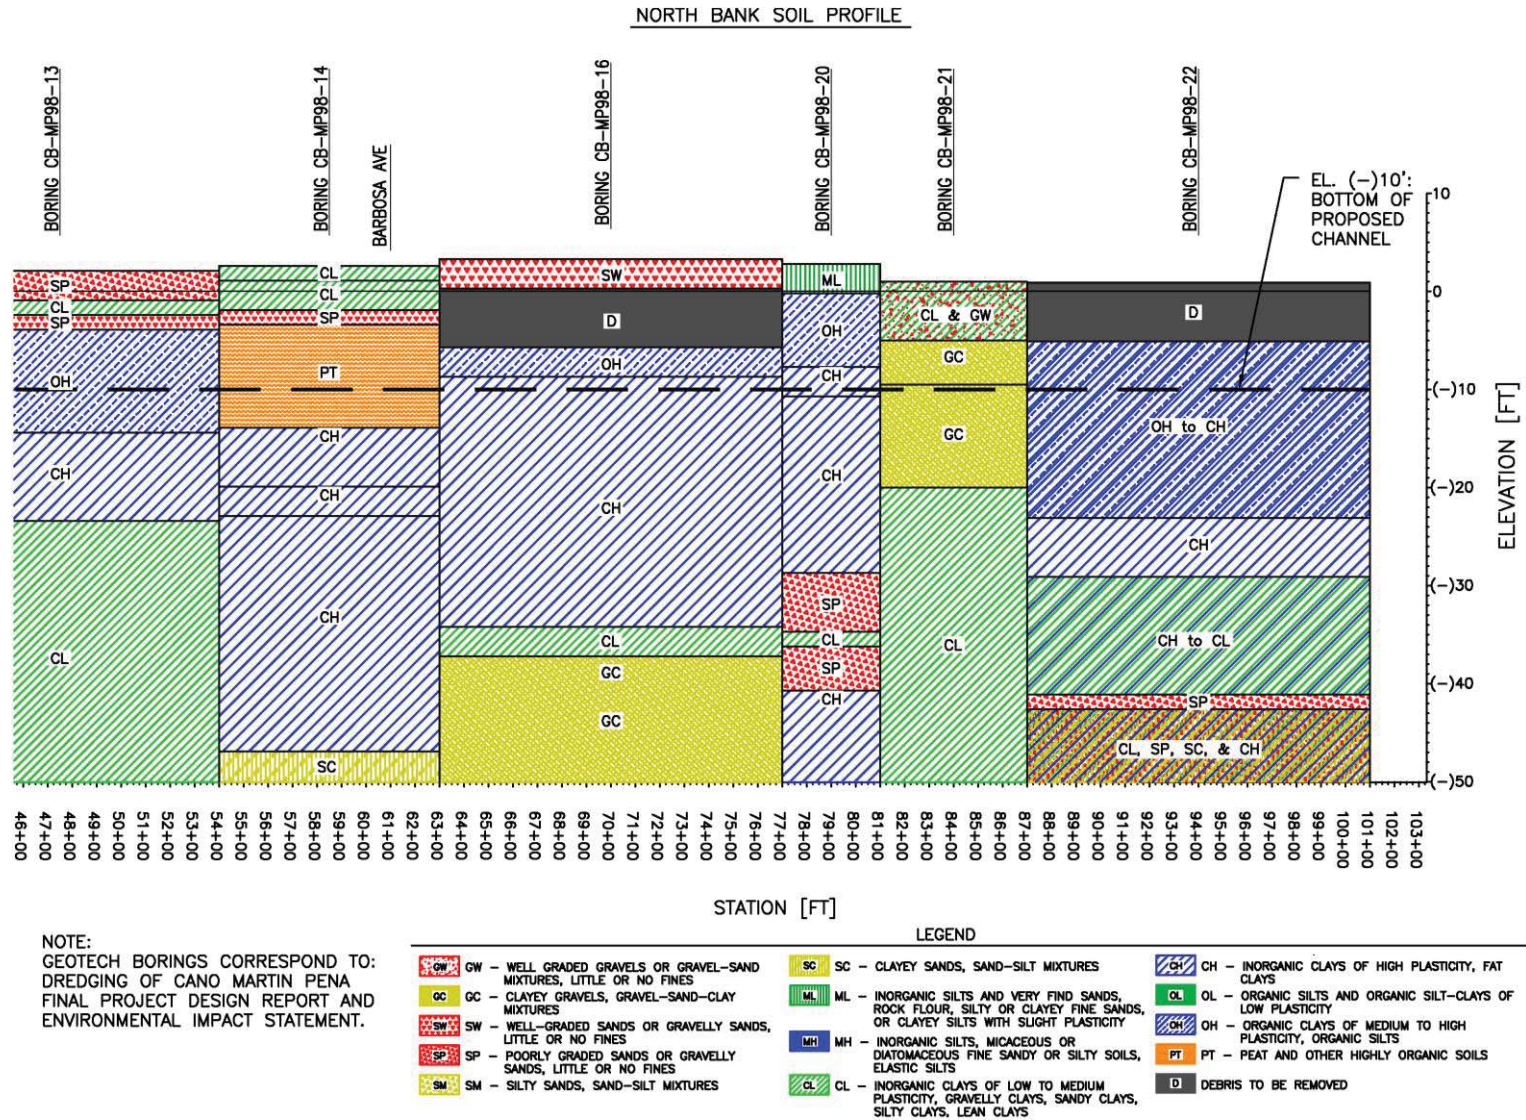 NORTH BANK SOIL PROFILE
BORING CB-MP98-13
BORING CB-MP98-14
BARBOSA AVE
BORING CB-MP98-16
BORING CB-MP98-20
BORING CB-MP98-21
BORING CB-MP98-22
EL. (-)10':
BOTTOM OF
PROPOSED
CHANNEL
SP
CL
SP
OH
CH
CL
CL
CL
SP
PT
CH
CH
CH
SC
SW
D
OH
CH
CL
GC
GC
ML
OH
CH
CH
SP
CL
SP
CH
CL & GW
GC
GC
CL
D
OH to CH
CH
CH to CL
SP
CL, SP, SC, & CH
10
0
(-)10
(-)20
(-)30
(-)40
(-)50
ELEVATION [FT]
46+00
47+00
48+00
49+00
50+00
51+00
52+00
53+00
54+00
55+00
56+00
57+00
58+00
59+00
60+00
61+00
62+00
63+00
64+00
65+00
66+00
67+00
68+00
69+00
70+00
71+00
72+00
73+00
74+00
75+00
76+00
77+00
78+00
79+00
80+00
81+00
82+00
83+00
84+00
85+00
86+00
87+00
88+00
89+00
90+00
91+00
92+00
93+00
94+00
95+00
96+00
97+00
98+00
99+00
100+00
101+00
102+00
103+00
STATION [FT]
NOTE:
GEOTECH BORINGS CORRESPOND TO:
DREDGING OF CANO MARTIN PENA
FINAL PROJECT DESIGN REPORT AND
ENVIRONMENTAL IMPACT STATEMENT.
LEGEND
GW GW - WELL GRADED GRAVELS OR GRAVEL-SAND
MIXTURES, LITTLE OR NO FINES
GC GC - CLAYEY GRAVELS, GRAVEL-SAND-CLAY
MIXTURES
SW SW - WELL-GRADED SANDS OR GRAVELLY SANDS,
LITTLE OR NO FINES
SP SP - POORLY GRADED SANDS OR GRAVELLY
SANDS, LITTLE OR NO FINES
SM SM - SILTY SANDS, SAND-SILT MIXTURES
SC SC - CLAYEY SANDS, SAND-SILT MIXTURES
ML ML - INORGANIC SILTS AND VERY FIND SANDS,
ROCK FLOUR, SILTY OR CLAYEY FINE SANDS,
OR CLAYEY SILTS WITH SLIGHT PLASTICITY
MH MH - INORGANIC SILTS, MICACEOUS OR
DIATOMACEOUS FINE SANDY OR SILTY SOILS,
ELASTIC SILTS
CL CL - INORGANIC CLAYS OF LOW TO MEDIUM
PLASTICITY, GRAVELLY CLAYS, SANDY CLAYS,
SILTY CLAYS, LEAN CLAYS
CH CH - INORGANIC CLAYS OF HIGH PLASTICITY, FAT
CLAYS
OL OL - ORGANIC SILTS AND ORGANIC SILT-CLAYS OF
LOW PLASTICITY
OH OH - ORGANIC CLAYS OF MEDIUM TO HIGH
PLASTICITY, ORGANIC SILTS
PT PT - PEAT AND OTHER HIGHLY ORGANIC SOILS
D DEBRIS TO BE REMOVED